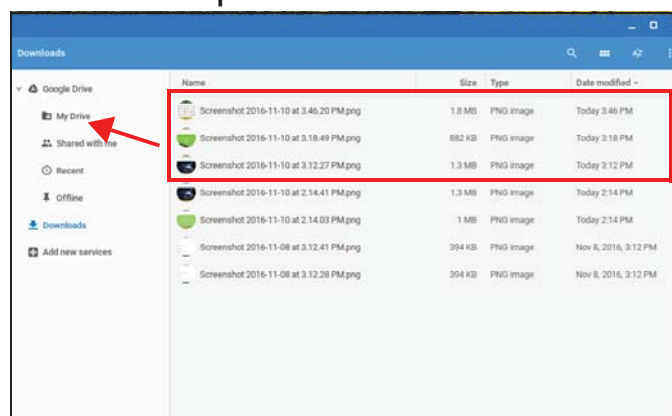 Downloads
Google Drive
My Drive
Shared with me
Recent
Offline
Downloads
Add new services
Name Size Type Date modified
Screenshot 2016-11-10 at 3.46.20 PM.png 1.8 MB PNG image Today 3:46 PM
Screenshot 2016-11-10 at 3.18.49 PM.png 882 KB PNG image Today 3:18 PM
Screenshot 2016-11-10 at 3.12.27 PM.png 1.3 MB PNG image Today 3:12 PM
Screenshot 2016-11-10 at 2.14.41 PM.png 1.3 MB PNG image Today 2:14 PM
Screenshot 2016-11-10 at 2.14.03 PM.png 1 MB PNG image Today 2:14 PM
Screenshot 2016-11-08 at 3.12.41 PM.png 394 KB PNG image Nov 8, 2016, 3:12 PM
Screenshot 2016-11-08 at 3.12.28 PM.png 394 KB PNG image Nov 8, 2016, 3:12 PM